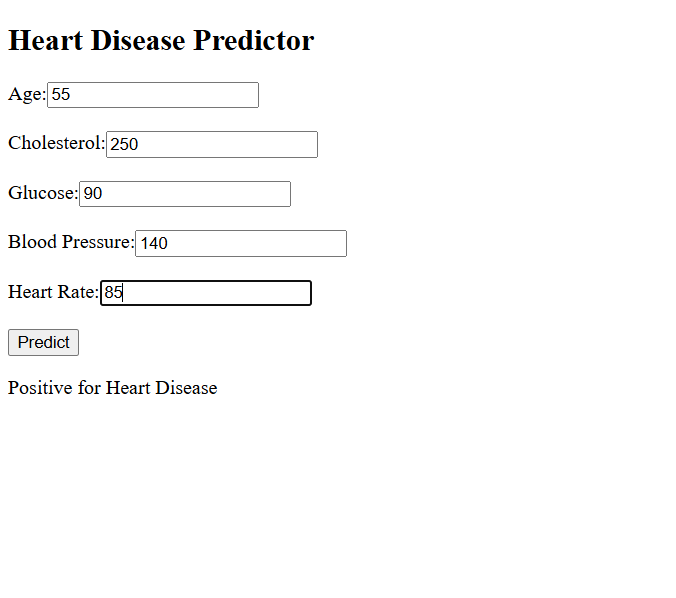 Heart Disease Predictor
Age: 55
Cholesterol: 250
Glucose: 90
Blood Pressure: 140
Heart Rate: 85
Predict
Positive for Heart Disease